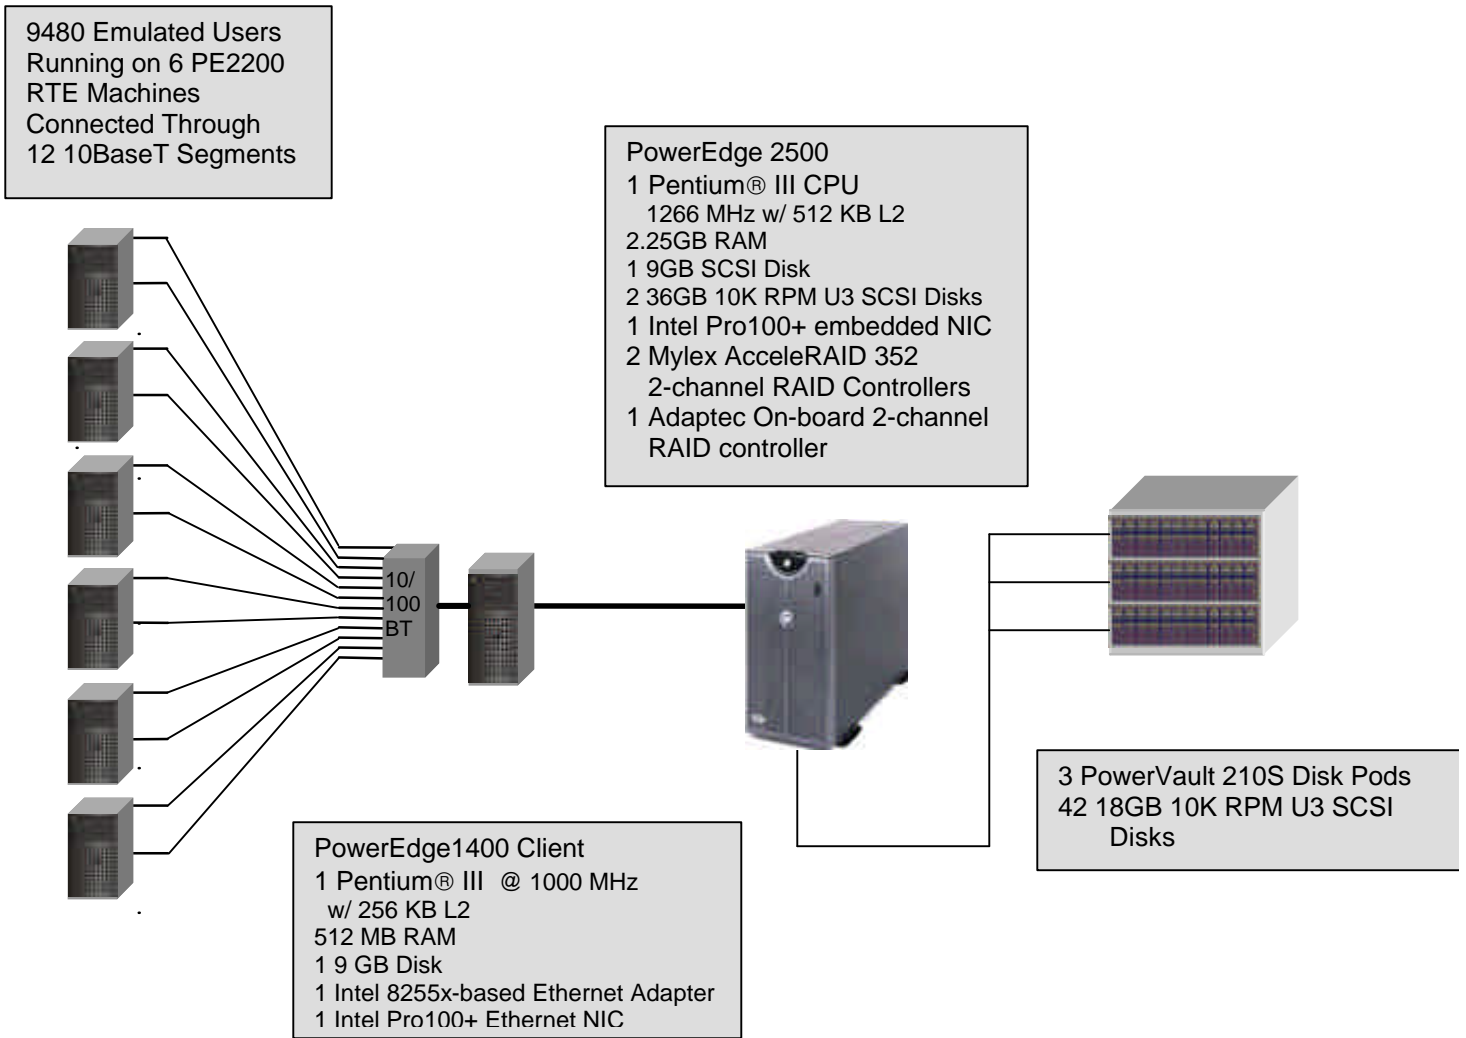 9480 Emulated Users
Running on 6 PE2200
RTE Machines
Connected Through
12 10BaseT Segments
PowerEdge 2500
1 Pentium® III CPU
1266 MHz w/ 512 KB L2
2.25GB RAM
1 9GB SCSI Disk
2 36GB 10K RPM U3 SCSI Disks
1 Intel Pro100+ embedded NIC
2 Mylex AcceleRAID 352
2-channel RAID Controllers
1 Adaptec On-board 2-channel
RAID controller
10/
100
BT
3 PowerVault 210S Disk Pods
42 18GB 10K RPM U3 SCSI
Disks
PowerEdge1400 Client
1 Pentium® III @ 1000 MHz
w/ 256 KB L2
512 MB RAM
1 9 GB Disk
1 Intel 8255x-based Ethernet Adapter
1 Intel Pro100+ Ethernet NIC